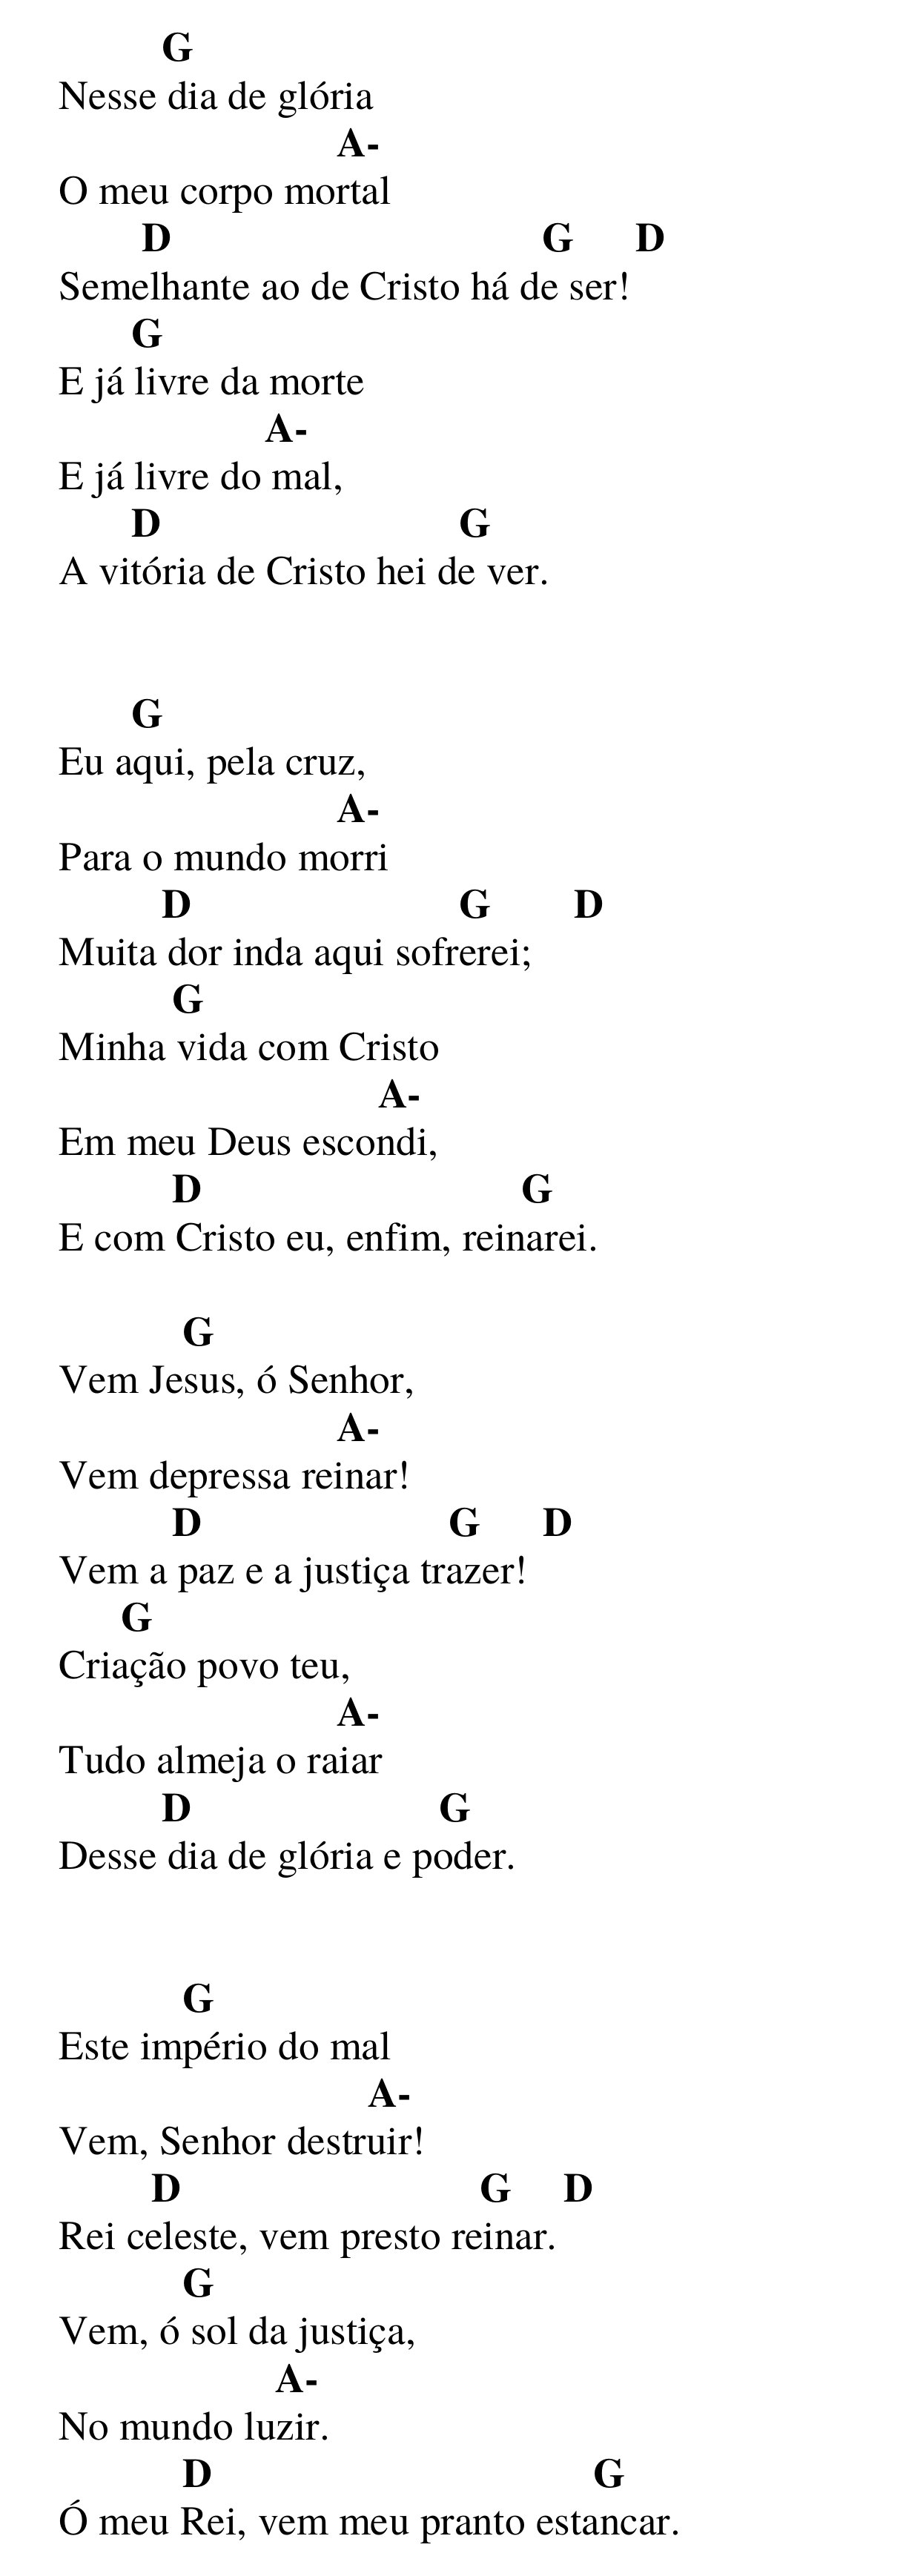 G
Nesse dia de glória
A-
O meu corpo mortal
D G D
Semelhante ao de Cristo há de ser!
G
E já livre da morte
A-
E já livre do mal,
D G
A vitória de Cristo hei de ver.
G
Eu aqui, pela cruz,
A-
Para o mundo morri
D G D
Muita dor inda aqui sofrerei;
G
Minha vida com Cristo
A-
Em meu Deus escondi,
D G
E com Cristo eu, enfim, reinarei.
G
Vem Jesus, ó Senhor,
A-
Vem depressa reinar!
D G D
Vem a paz e a justiça trazer!
G
Criação povo teu,
A-
Tudo almeja o raiar
D G
Desse dia de glória e poder.
G
Este império do mal
A-
Vem, Senhor destruir!
D G D
Rei celeste, vem presto reinar.
G
Vem, ó sol da justiça,
A-
No mundo luzir.
D G
Ó meu Rei, vem meu pranto estancar.